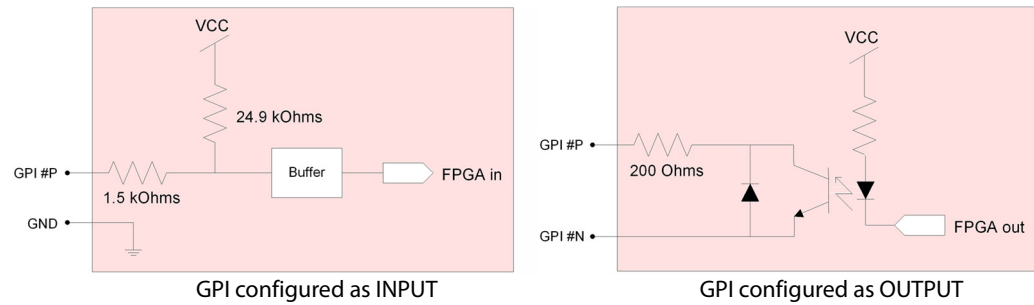 VCC
24.9 kOhms
GPI #P
1.5 kOhms
Buffer
FPGA in
GND
GPI configured as INPUT
VCC
GPI #P
200 Ohms
GPI #N
FPGA out
GPI configured as OUTPUT